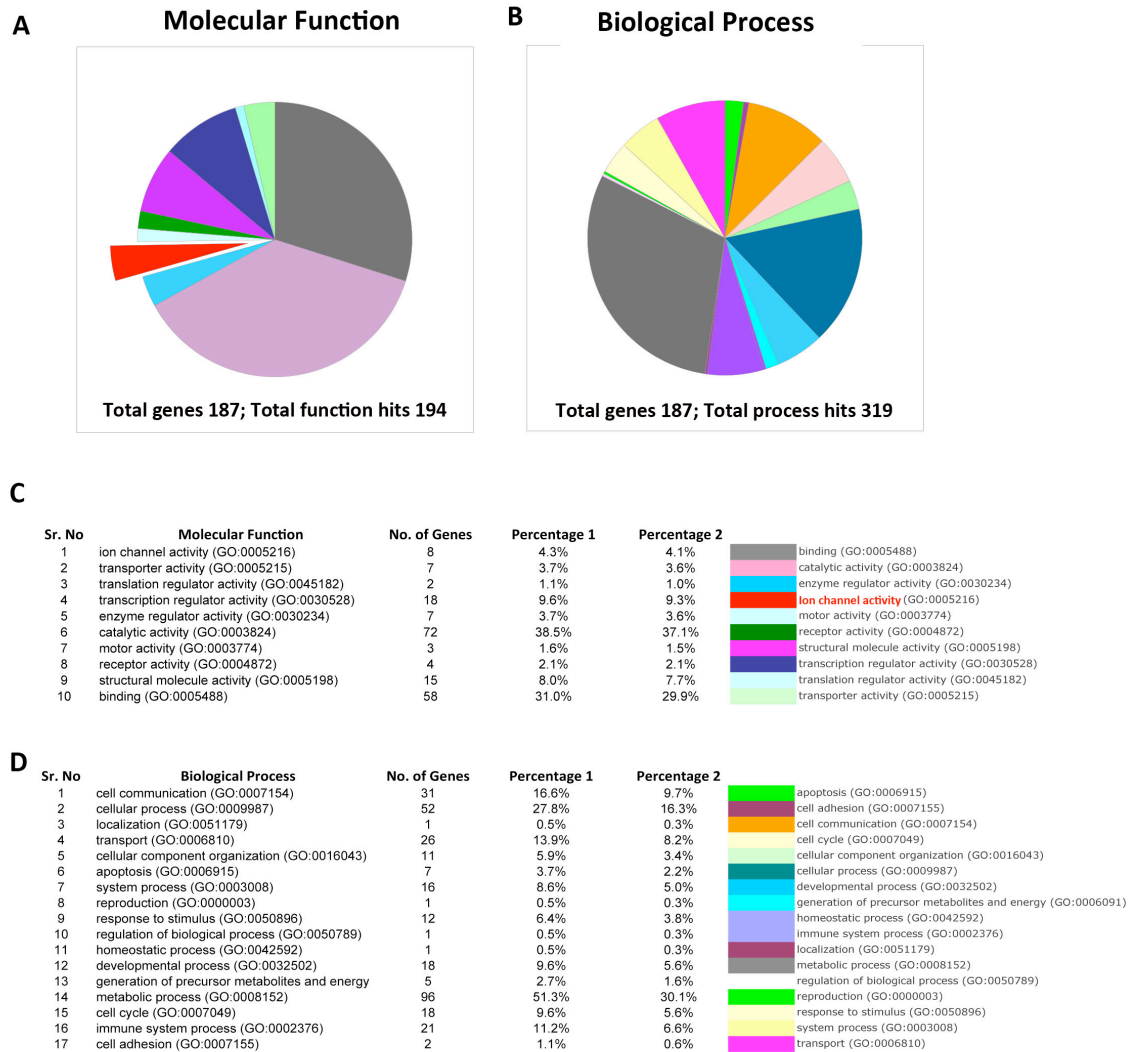 A
Molecular Function
B
Biological Process
Total genes 187; Total function hits 194
Total genes 187; Total process hits 319
C
Sr. No Molecular Function No. of Genes Percentage 1 Percentage 2
1 ion channel activity (GO:0005216) 8 4.3% 4.1% binding (GO:0005488)
2 transporter activity (GO:0005215) 7 3.7% 3.6% catalytic activity (GO:0003824)
3 translation regulator activity (GO:0045182) 2 1.1% 1.0% enzyme regulator activity (GO:0030234)
4 transcription regulator activity (GO:0030528) 18 9.6% 9.3% Ion channel activity (GO:0005216)
5 enzyme regulator activity (GO:0030234) 7 3.7% 3.6% motor activity (GO:0003774)
6 catalytic activity (GO:0003824) 72 38.5% 37.1% receptor activity (GO:0004872)
7 motor activity (GO:0003774) 3 1.6% 1.5% structural molecule activity (GO:0005198)
8 receptor activity (GO:0004872) 4 2.1% 2.1% transcription regulator activity (GO:0030528)
9 structural molecule activity (GO:0005198) 15 8.0% 7.7% translation regulator activity (GO:0045182)
10 binding (GO:0005488) 58 31.0% 29.9% transporter activity (GO:0005215)
D
Sr. No Biological Process No. of Genes Percentage 1 Percentage 2
1 cell communication (GO:0007154) 31 16.6% 9.7% apoptosis (GO:0006915)
2 cellular process (GO:0009987) 52 27.8% 16.3% cell adhesion (GO:0007155)
3 localization (GO:0051179) 1 0.5% 0.3% cell communication (GO:0007154)
4 transport (GO:0006810) 26 13.9% 8.2% cell cycle (GO:0007049)
5 cellular component organization (GO:0016043) 11 5.9% 3.4% cellular component organization (GO:0016043)
6 apoptosis (GO:0006915) 7 3.7% 2.2% cellular process (GO:0009987)
7 system process (GO:0003008) 16 8.6% 5.0% developmental process (GO:0032502)
8 reproduction (GO:0000003) 1 0.5% 0.3% generation of precursor metabolites and energy (GO:0006091)
9 response to stimulus (GO:0050896) 12 6.4% 3.8% homeostatic process (GO:0042592)
10 regulation of biological process (GO:0050789) 1 0.5% 0.3% immune system process (GO:0002376)
11 homeostatic process (GO:0042592) 1 0.5% 0.3% localization (GO:0051179)
12 developmental process (GO:0032502) 18 9.6% 5.6% metabolic process (GO:0008152)
13 generation of precursor metabolites and energy 5 2.7% 1.6% regulation of biological process (GO:0050789)
14 metabolic process (GO:0008152) 96 51.3% 30.1% reproduction (GO:0000003)
15 cell cycle (GO:0007049) 18 9.6% 5.6% response to stimulus (GO:0050896)
16 immune system process (GO:0002376) 21 11.2% 6.6% system process (GO:0003008)
17 cell adhesion (GO:0007155) 2 1.1% 0.6% transport (GO:0006810)